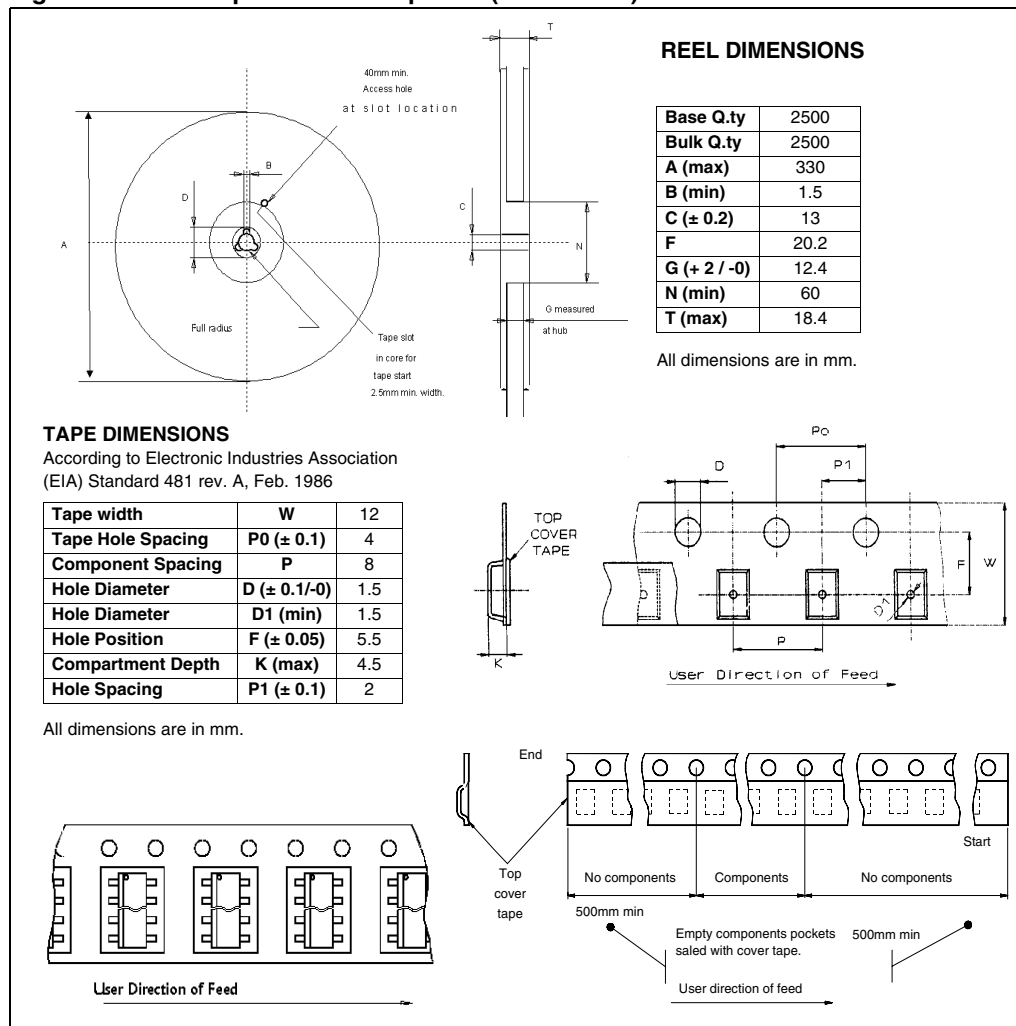 T
REEL DIMENSIONS
40mm min.
Access hole
at slot location
B
D
A
C
N
Full radius
Tape slot
in core for
tape start
2.5mm min. width.
G measured
at hub
Base Q.ty 2500
Bulk Q.ty 2500
A (max) 330
B (min) 1.5
C (± 0.2) 13
F 20.2
G (+ 2 / -0) 12.4
N (min) 60
T (max) 18.4
All dimensions are in mm.
TAPE DIMENSIONS
According to Electronic Industries Association
(EIA) Standard 481 rev. A, Feb. 1986
Tape width W 12
Tape Hole Spacing P0 (± 0.1) 4
Component Spacing P 8
Hole Diameter D (± 0.1/-0) 1.5
Hole Diameter D1 (min) 1.5
Hole Position F (± 0.05) 5.5
Compartment Depth K (max) 4.5
Hole Spacing P1 (± 0.1) 2
All dimensions are in mm.
Po
D
P1
TOP
COVER
TAPE
F
W
D1
K
P
User Direction of Feed
End
Start
Top
cover
tape
No components
Components
No components
500mm min
Empty components pockets
saled with cover tape.
500mm min
User direction of feed
User Direction of Feed